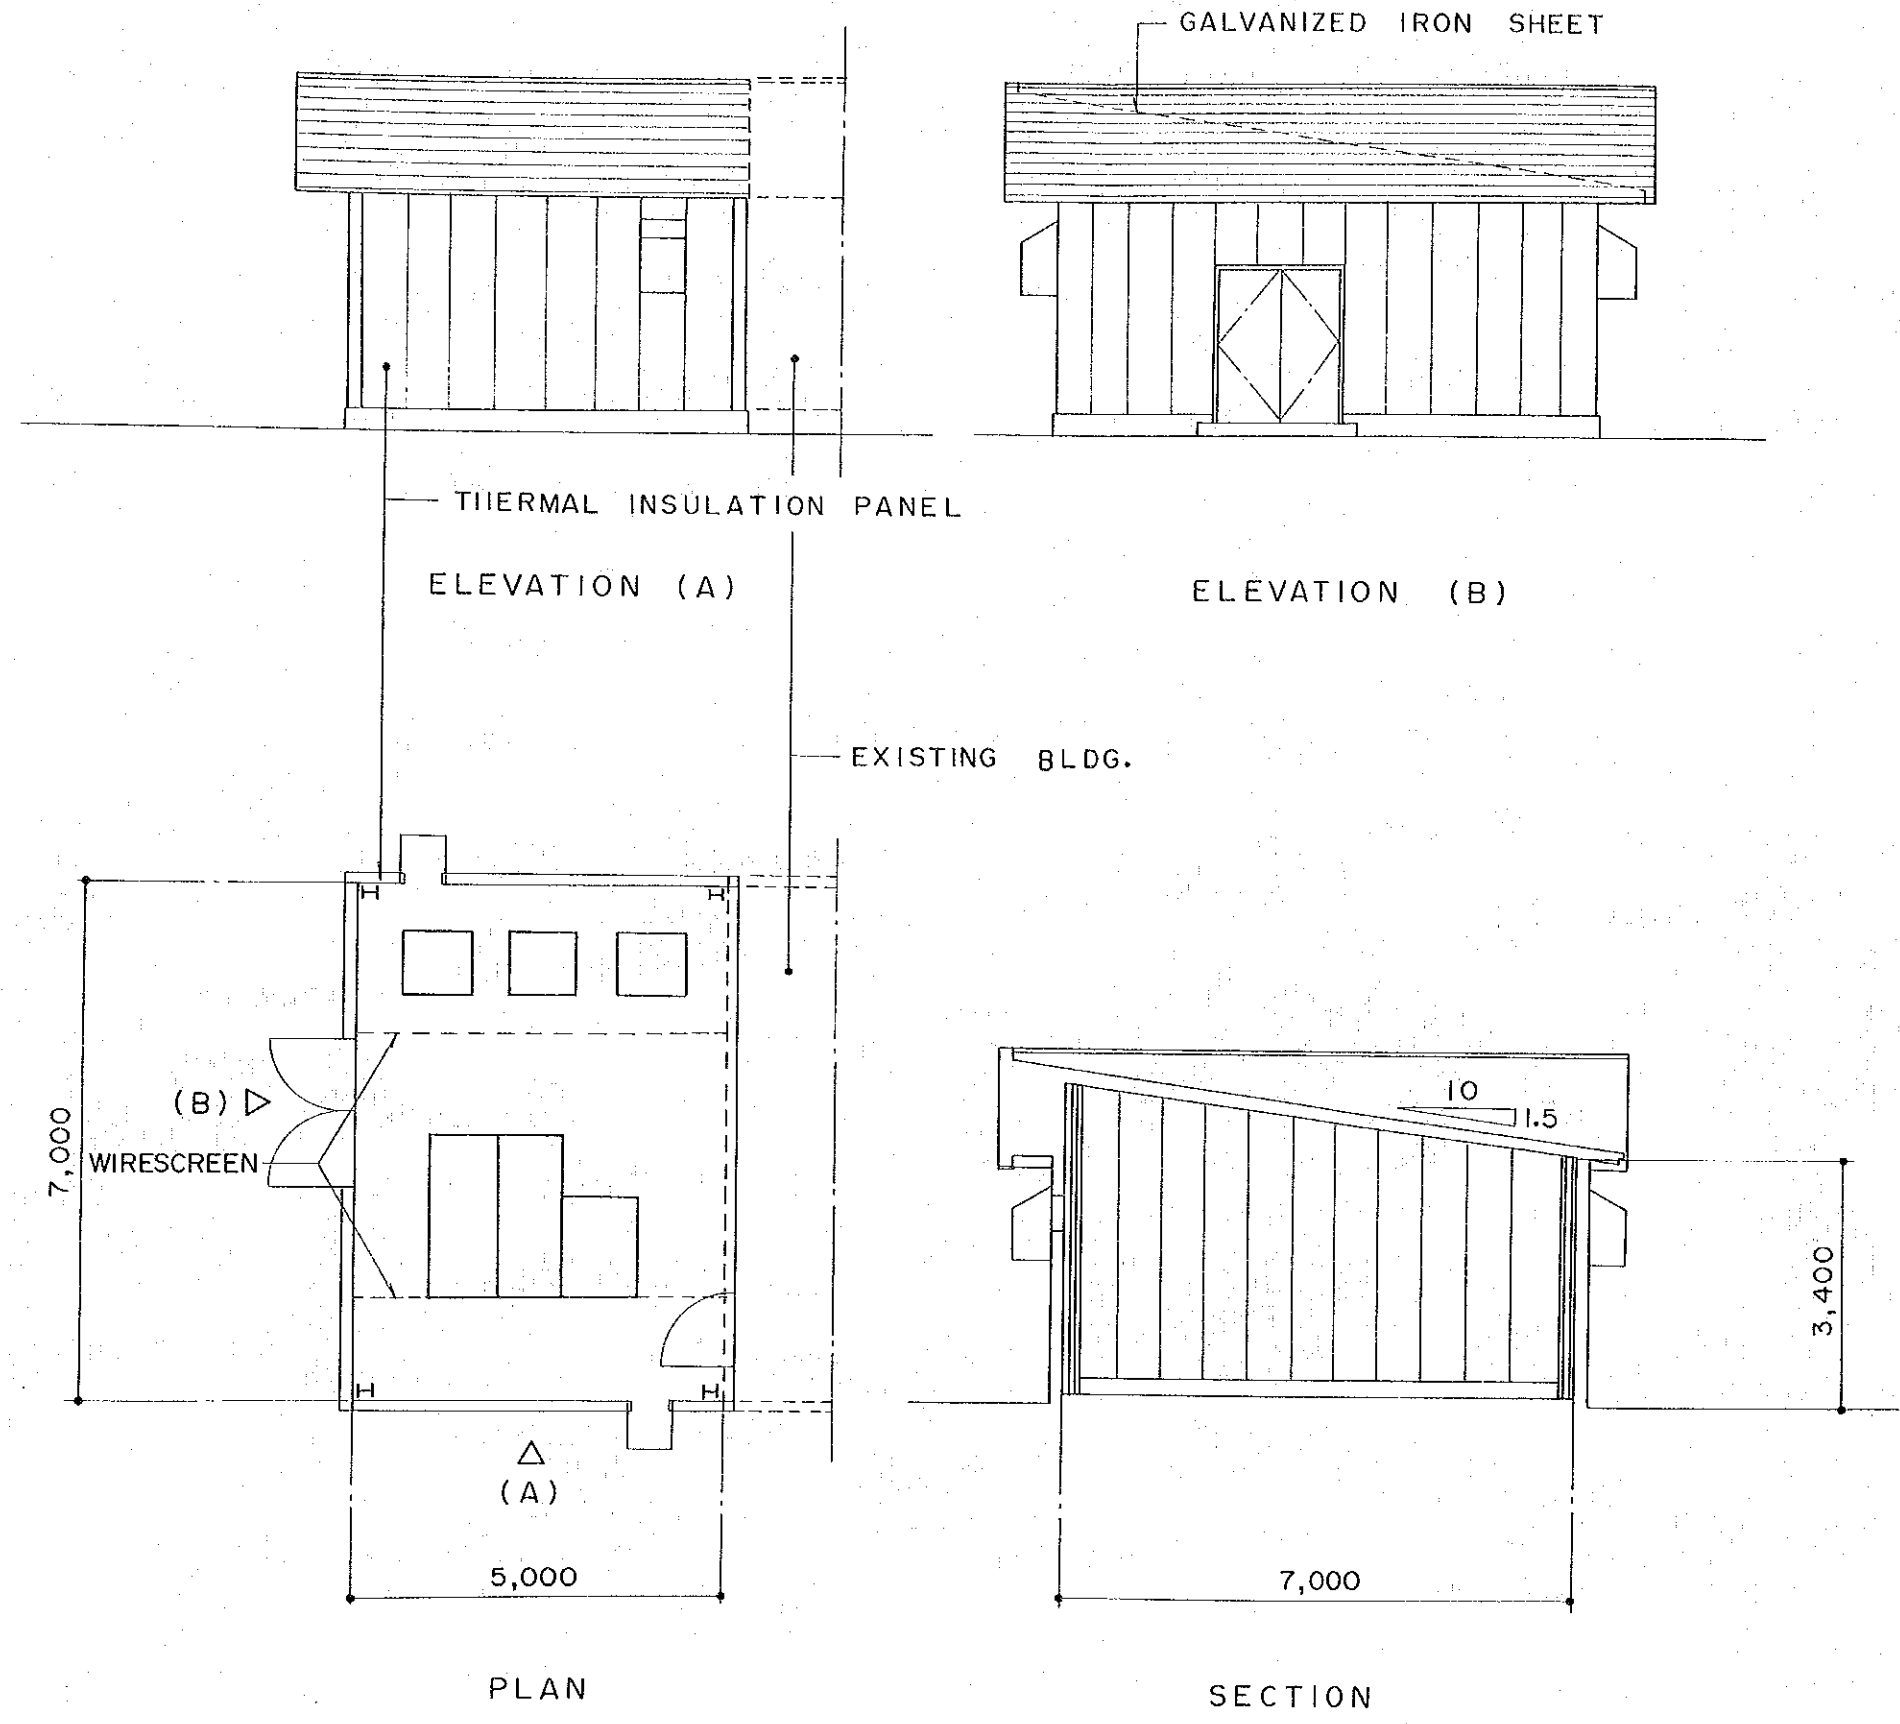 GALVANIZED IRON SHEET
THERMAL INSULATION PANEL
ELEVATION (A)
ELEVATION (B)
EXISTING BLDG.
(B)
7,000
WIRESCREEN
10
1.5
3,400
(A)
5,000
7,000
PLAN
SECTION